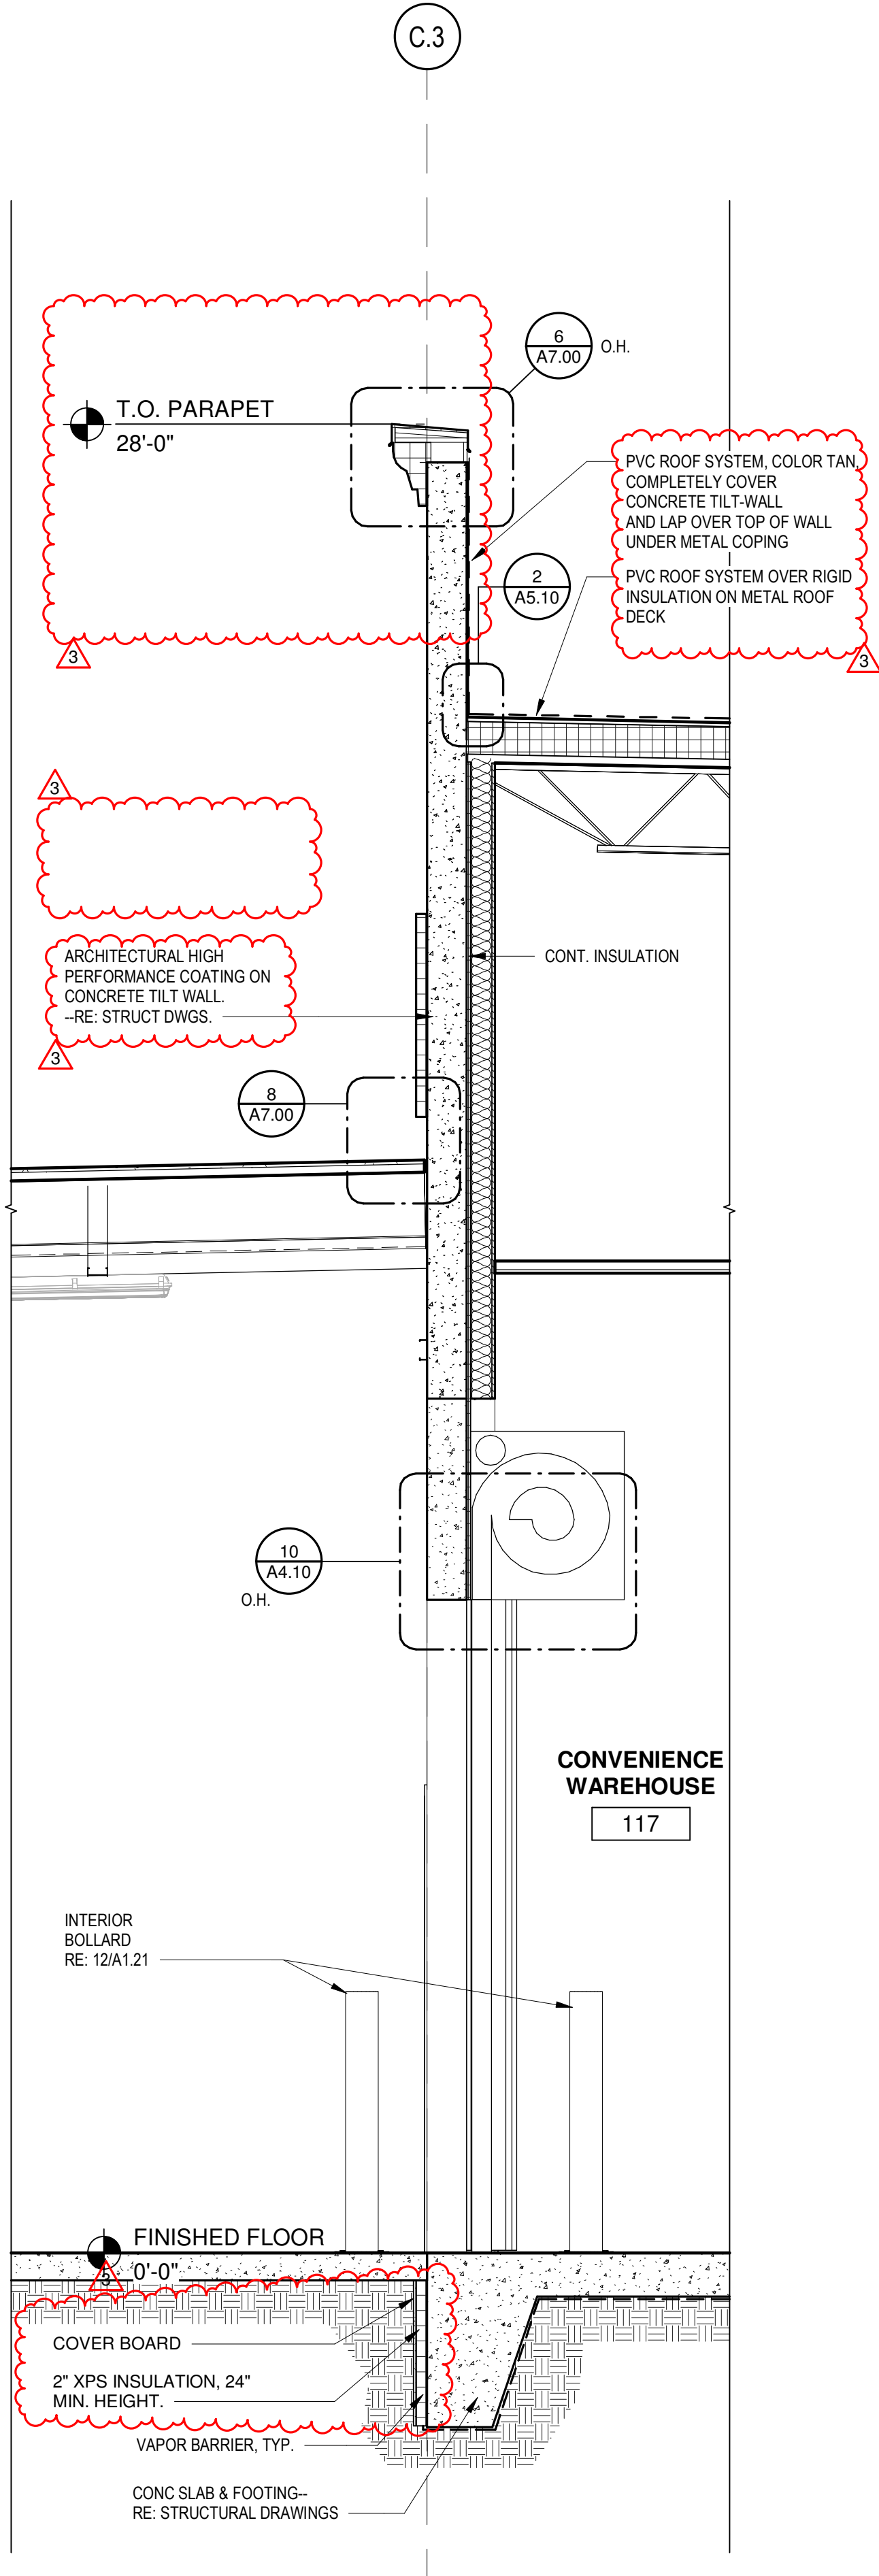 C.3
6
A7.00
O.H.
T.O. PARAPET
28'-0"
PVC ROOF SYSTEM, COLOR TAN,
COMPLETELY COVER
CONCRETE TILT-WALL
AND LAP OVER TOP OF WALL
UNDER METAL COPING
2
A5.10
PVC ROOF SYSTEM OVER RIGID
INSULATION ON METAL ROOF
DECK
3
3
3
ARCHITECTURAL HIGH
PERFORMANCE COATING ON
CONCRETE TILT WALL.
--RE: STRUCT DWGS.
CONT. INSULATION
3
8
A7.00
10
A4.10
O.H.
CONVENIENCE
WAREHOUSE
117
INTERIOR
BOLLARD
RE: 12/A1.21
FINISHED FLOOR
0'-0"
3
COVER BOARD
2" XPS INSULATION, 24"
MIN. HEIGHT.
VAPOR BARRIER, TYP.
CONC SLAB & FOOTING--
RE: STRUCTURAL DRAWINGS